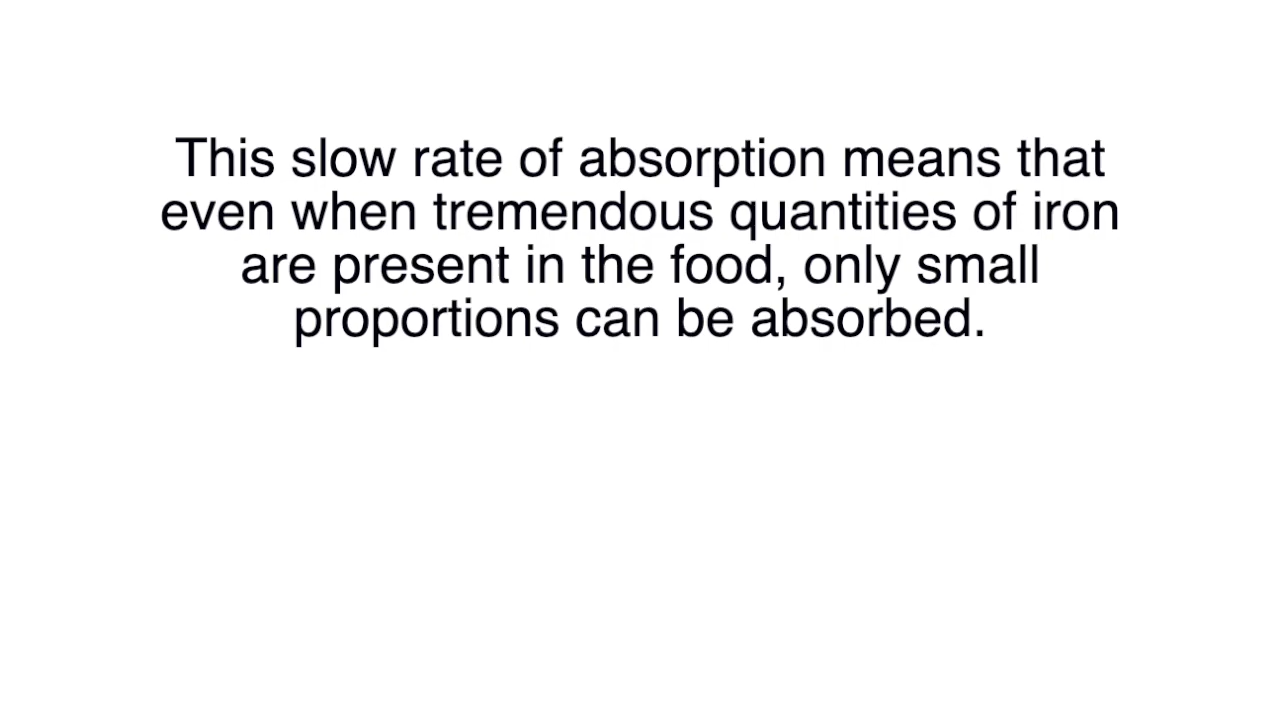 This slow rate of absorption means that
even when tremendous quantities of iron
are present in the food, only small
proportions can be absorbed.